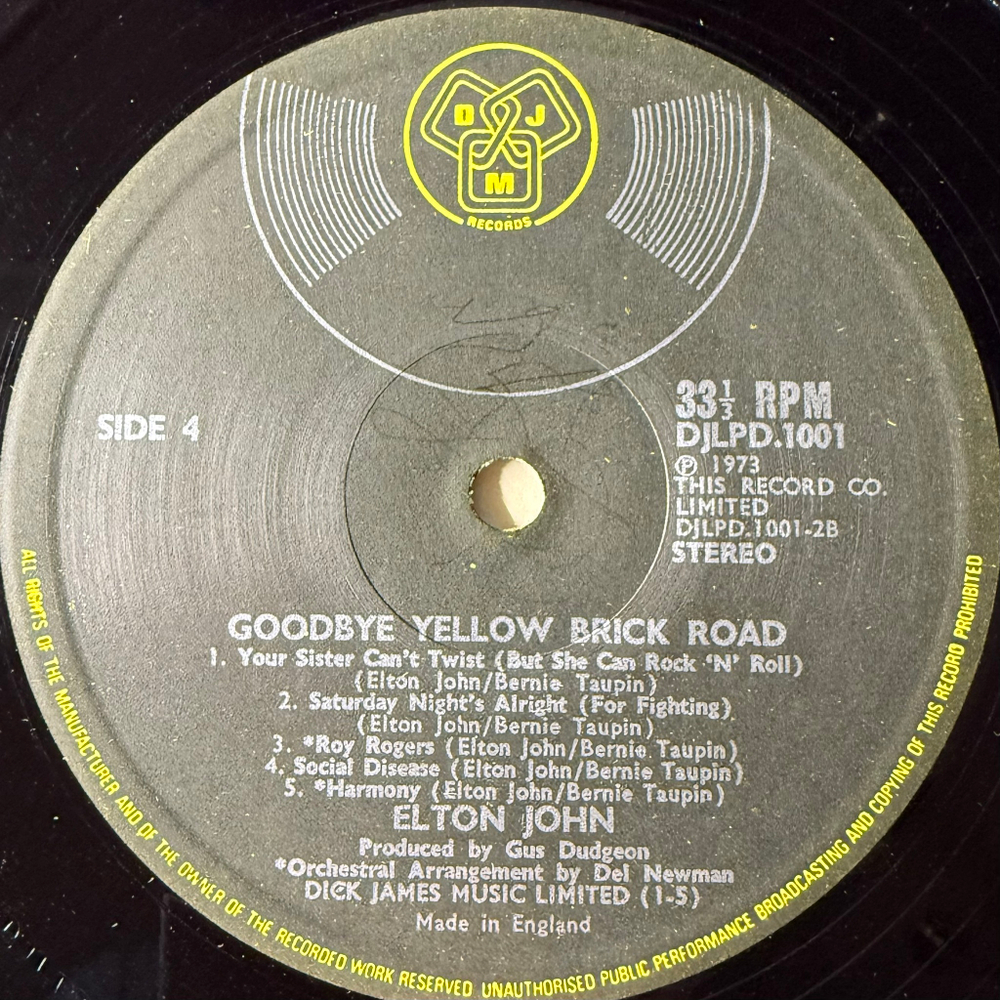 D J
M
RECORDS
SIDE 4
33⅓ RPM
DJLPD.1001
Ⓟ 1973
THIS RECORD CO.
LIMITED
DJLPD.1001-2B
STEREO
GOODBYE YELLOW BRICK ROAD
1. Your Sister Can't Twist (But She Can Rock 'N' Roll)
(Elton John/Bernie Taupin)
2. Saturday Night's Alright (For Fighting)
(Elton John/Bernie Taupin)
3. *Roy Rogers (Elton John/Bernie Taupin)
4. Social Disease (Elton John/Bernie Taupin)
5. *Harmony (Elton John/Bernie Taupin)
ELTON JOHN
Produced by Gus Dudgeon
*Orchestral Arrangement by Del Newman
DICK JAMES MUSIC LIMITED (1-5)
Made in England
ALL RIGHTS OF THE MANUFACTURER AND OF THE OWNER OF THE RECORDED WORK RESERVED UNAUTHORISED PUBLIC PERFORMANCE BROADCASTING AND COPYING OF THIS RECORD PROHIBITED